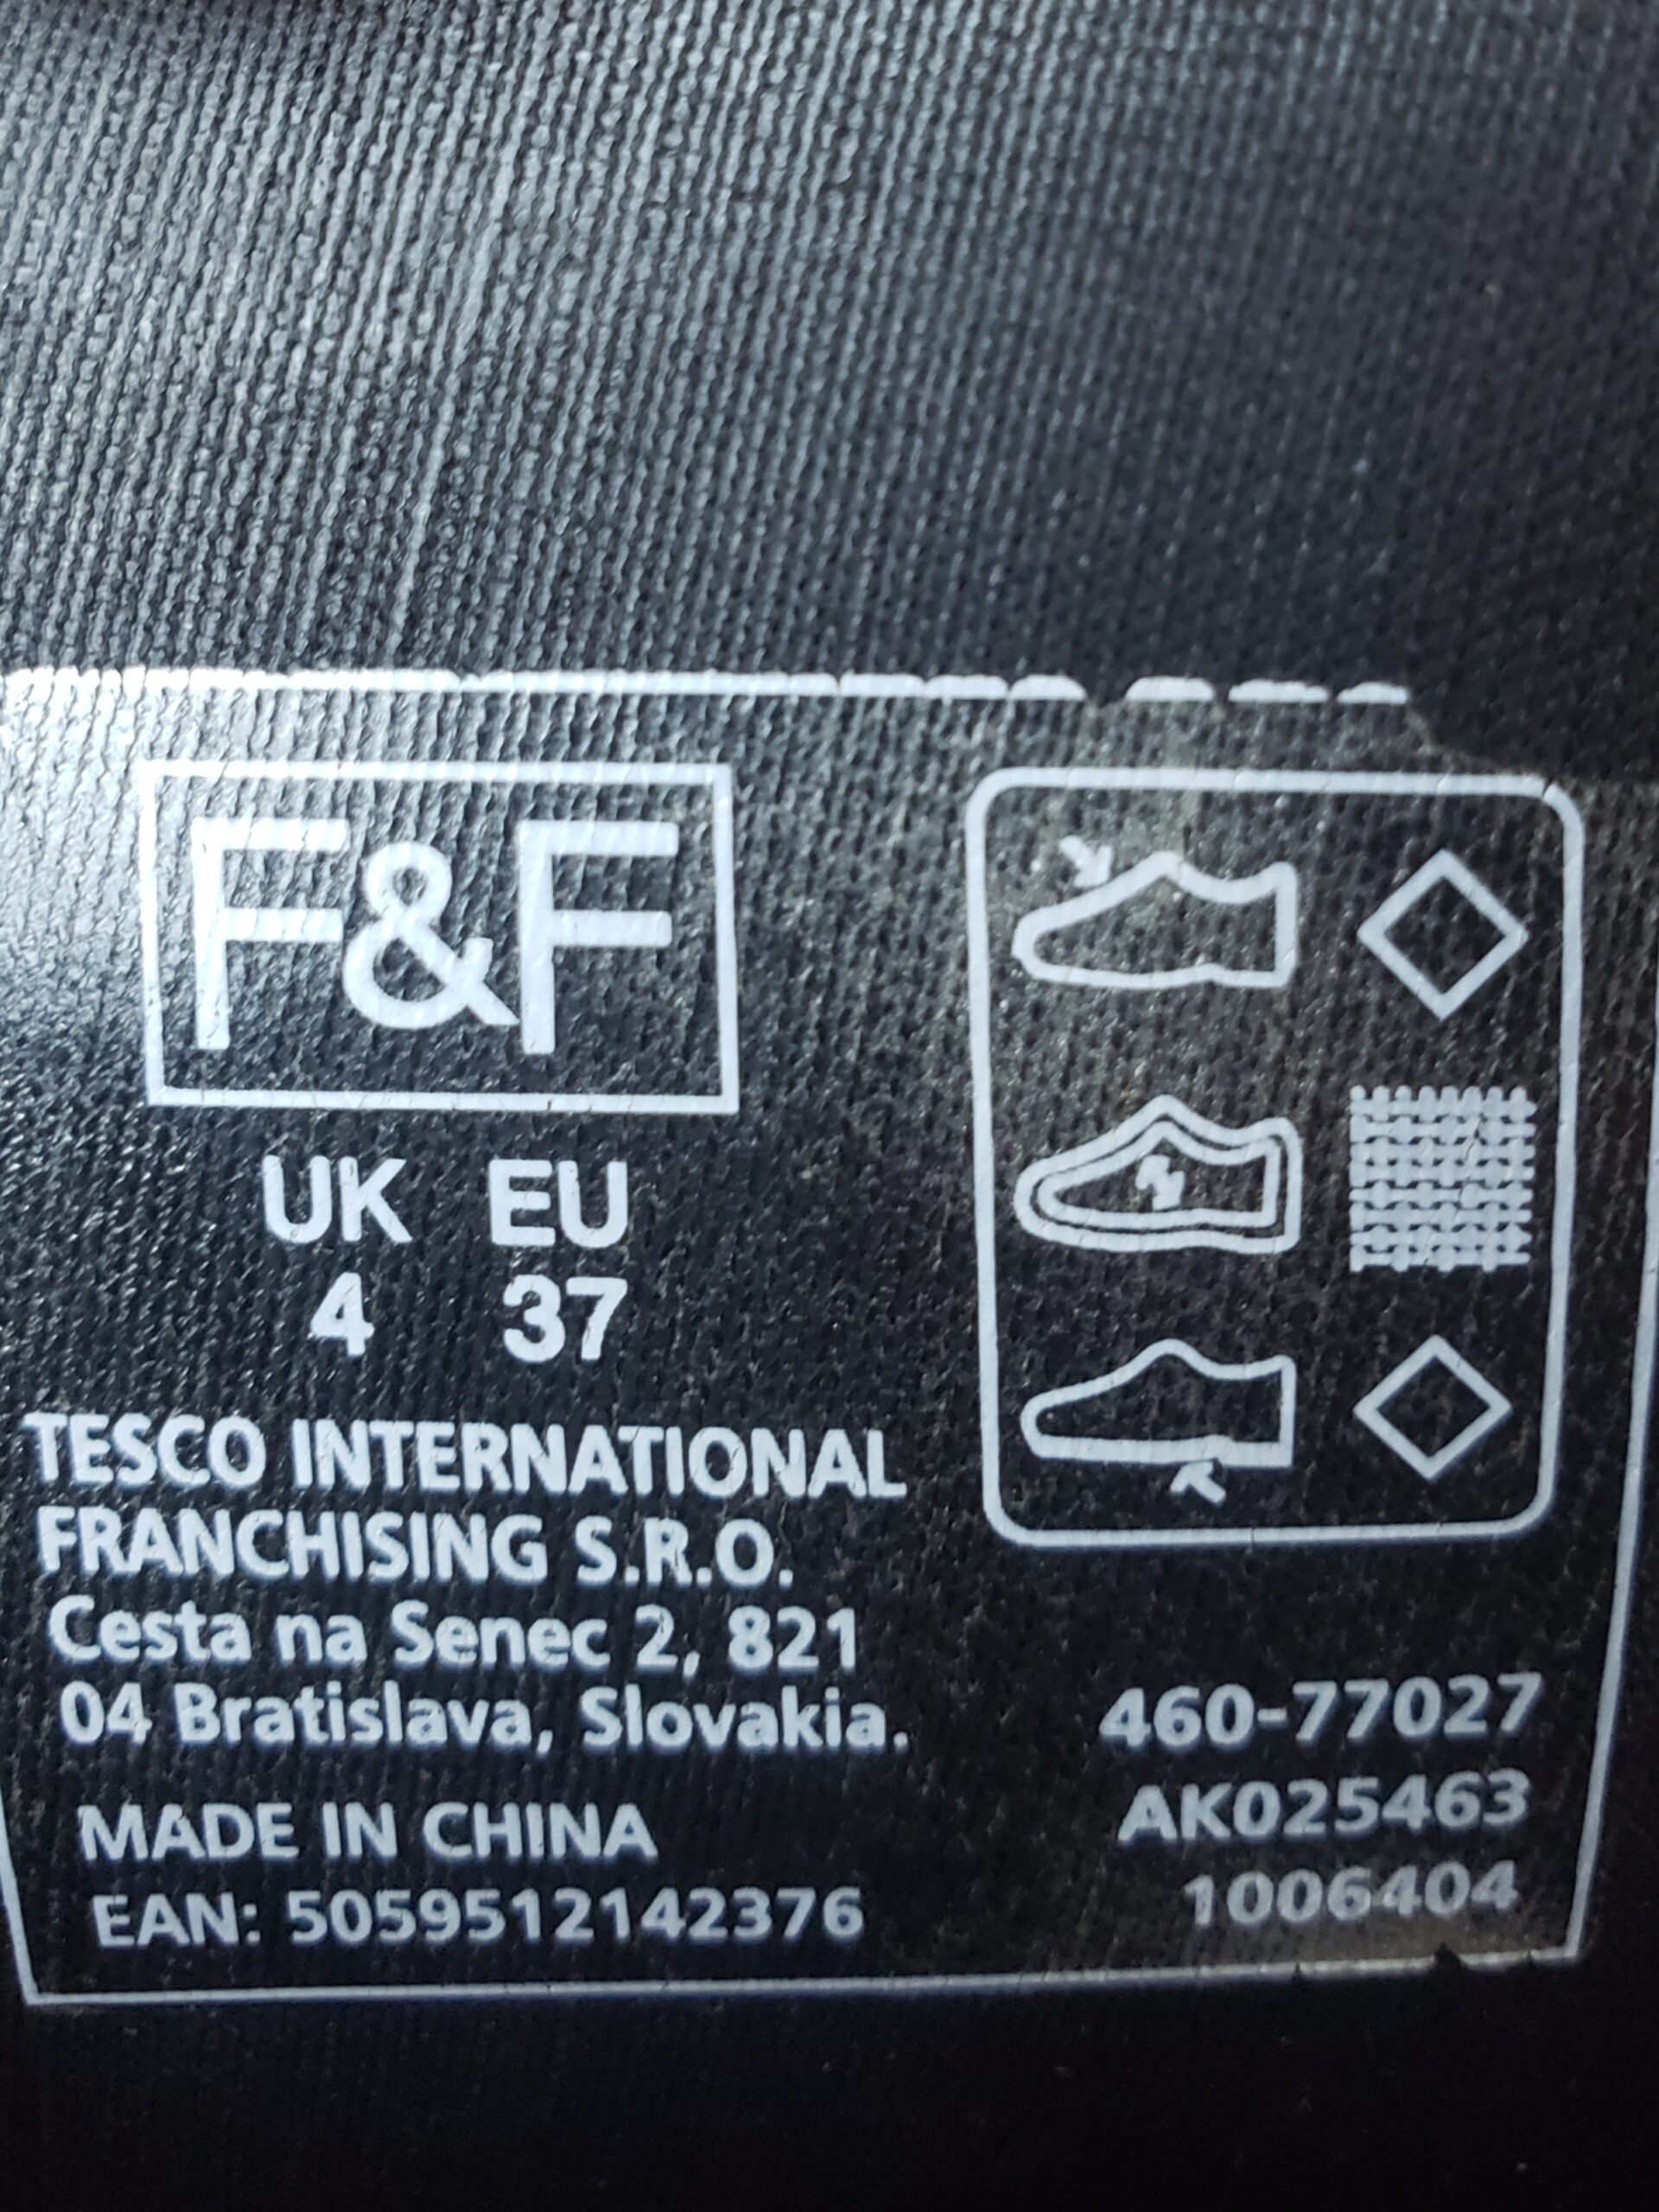 F&F
UK EU
4 37
TESCO INTERNATIONAL
FRANCHISING S.R.O.
Cesta na Senec 2, 821
04 Bratislava, Slovakia.
MADE IN CHINA
EAN: 5059512142376
460-77027
AK025463
1006404